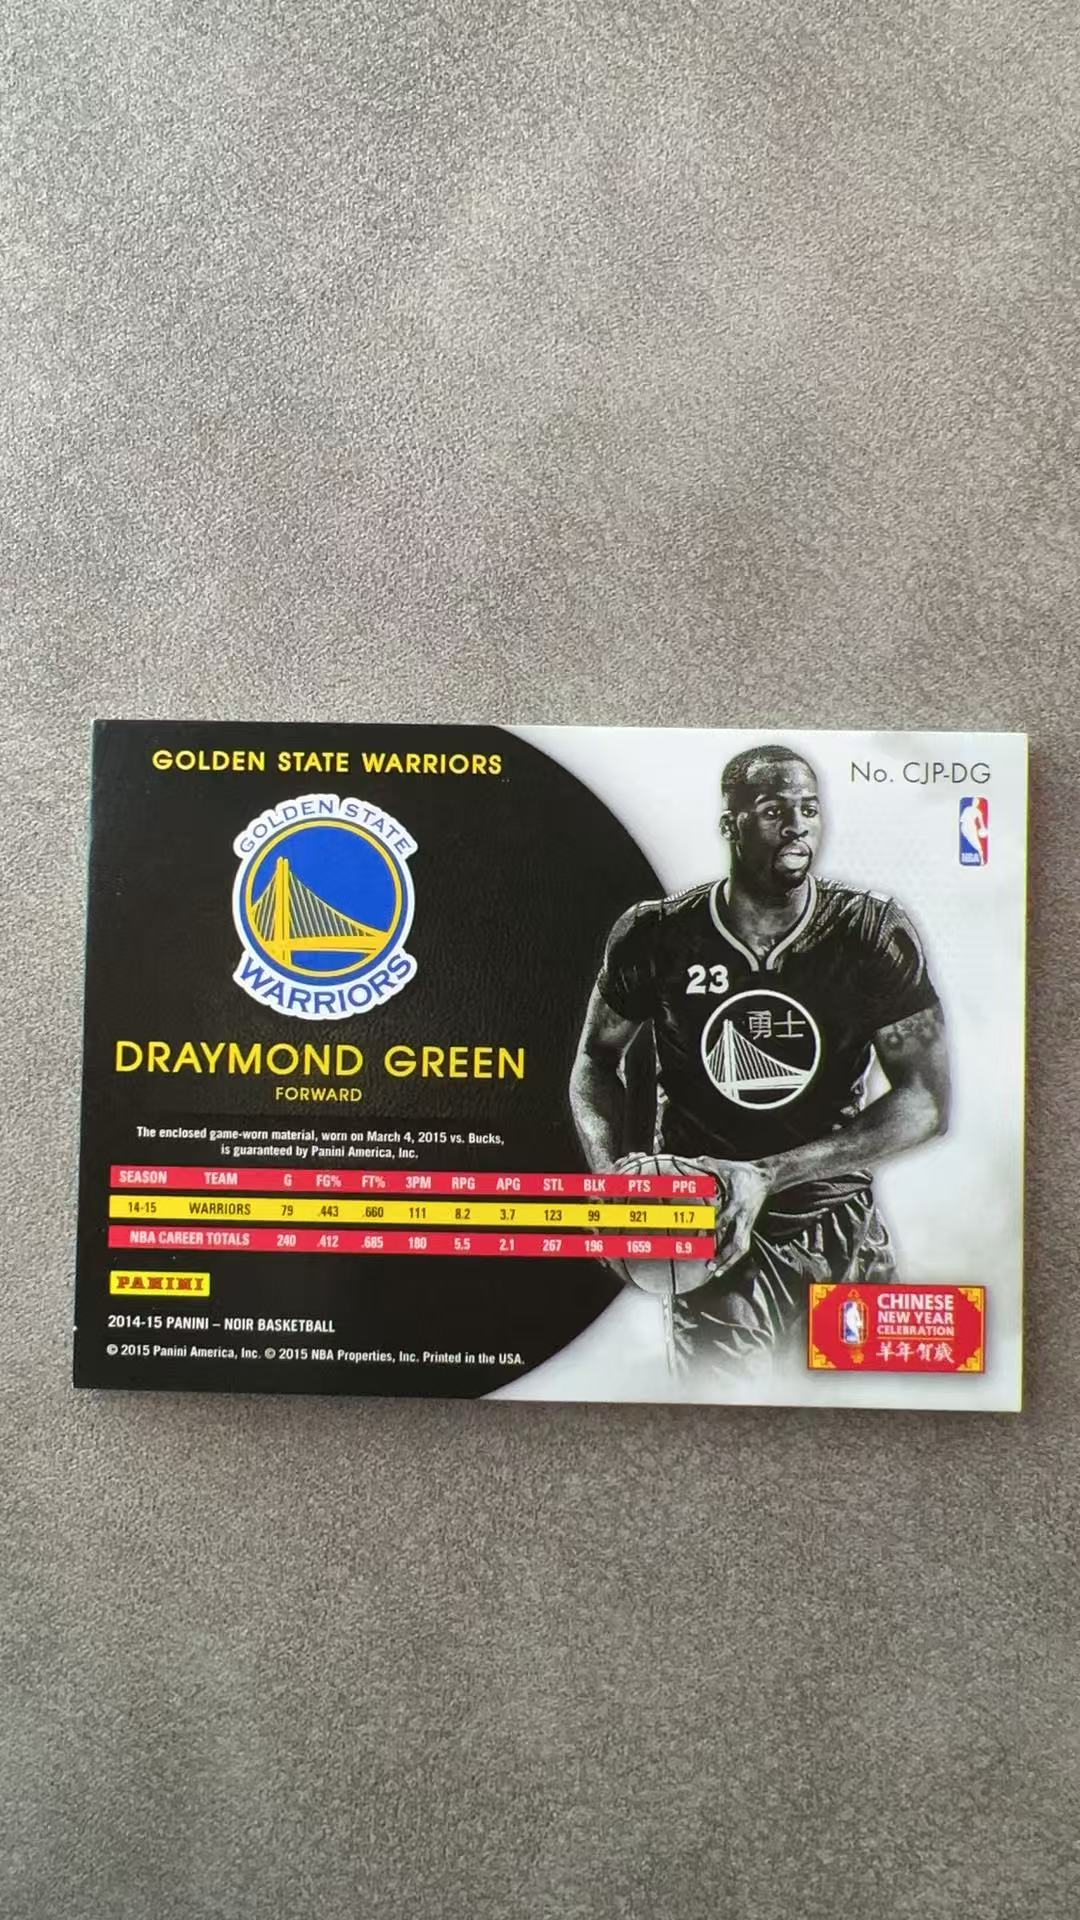 GOLDEN STATE WARRIORS
No. CJP-DG
NBA
GOLDEN STATE
WARRIORS
23
勇士
DRAYMOND GREEN
FORWARD
The enclosed game-worn material, worn on March 4, 2015 vs. Bucks,
is guaranteed by Panini America, Inc.
SEASON TEAM G FG% FT% 3PM RPG APG STL BLK PTS PPG
14-15 WARRIORS 79 .443 .660 111 8.2 3.7 123 99 921 11.7
NBA CAREER TOTALS 240 .412 .685 180 5.5 2.1 267 196 1659 6.9
PANINI
2014-15 PANINI – NOIR BASKETBALL
© 2015 Panini America, Inc. © 2015 NBA Properties, Inc. Printed in the USA.
CHINESE
NEW YEAR
CELEBRATION
羊年賀歲